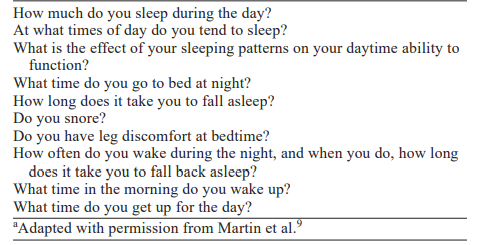 How much do you sleep during the day?
At what times of day do you tend to sleep?
What is the effect of your sleeping patterns on your daytime ability to
function?
What time do you go to bed at night?
How long does it take you to fall asleep?
Do you snore?
Do you have leg discomfort at bedtime?
How often do you wake during the night, and when you do, how long
does it take you to fall back asleep?
What time in the morning do you wake up?
What time do you get up for the day?
ᵃAdapted with permission from Martin et al.⁹